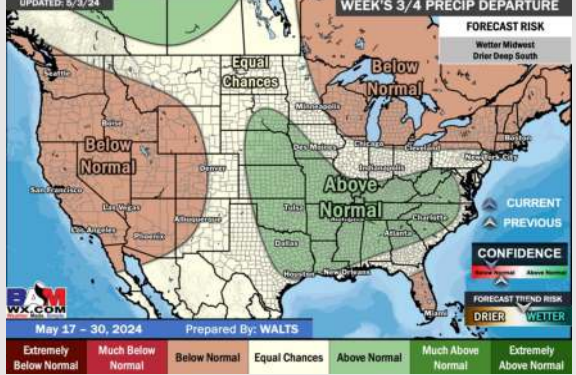 UPDATED: 5/3/24
WEEK'S 3/4 PRECIP DEPARTURE
FORECAST RISK
Wetter Midwest
Drier Deep South
Equal
Chances
Below
Normal
Seattle
Minneapolis
Boise
Below
Normal
Boston
Des Moines
Chicago
Cleveland
New York City
Indianapolis
Denver
Above
Normal
San Francisco
Las Vegas
Tulsa
Charlotte
CURRENT
Los Angeles
Albuquerque
Atlanta
PREVIOUS
Phoenix
Dallas
CONFIDENCE
Below Normal
Above Normal
Houston
New Orleans
BAM
WX.COM
FORECAST TREND RISK
DRIER
WETTER
Miami
May 17 – 30, 2024
Prepared By: WALTS
Extremely
Below Normal
Much Below
Normal
Below Normal
Equal Chances
Above Normal
Much Above
Normal
Extremely
Above Normal